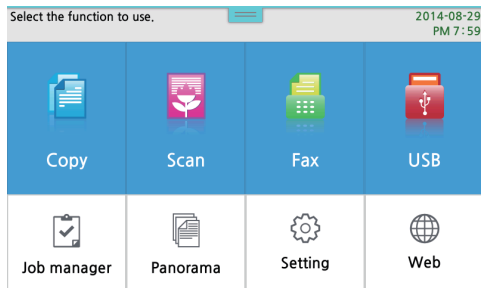 Select the function to use.
2014-08-29
PM 7:59
Copy
Scan
Fax
USB
Job manager
Panorama
Setting
Web